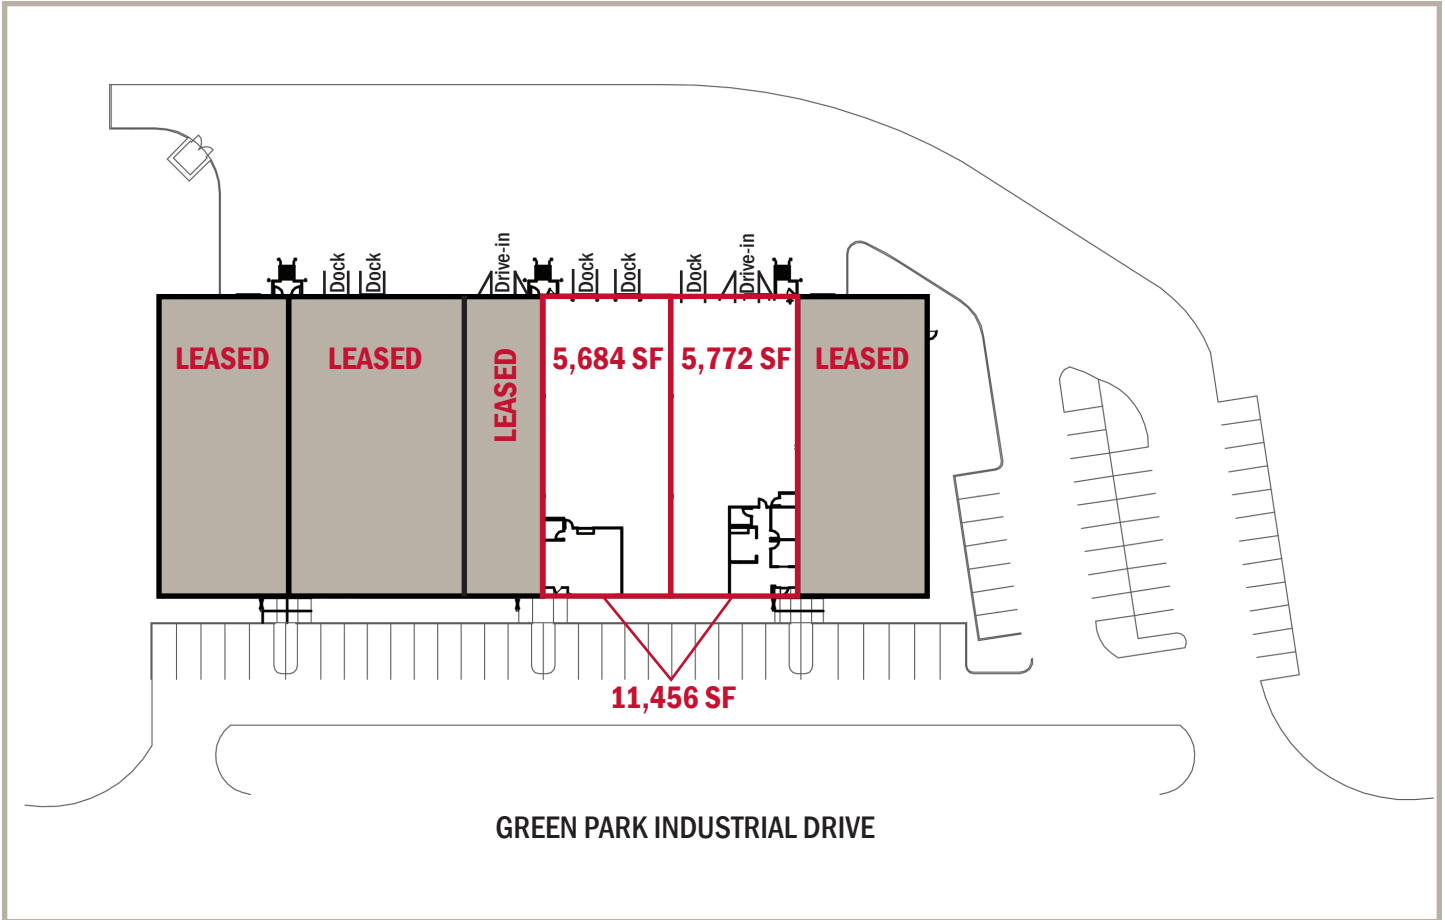 Dock
Dock
Drive-in
Dock
Dock
Dock
Drive-in
LEASED
LEASED
LEASED
5,684 SF
5,772 SF
LEASED
11,456 SF
GREEN PARK INDUSTRIAL DRIVE